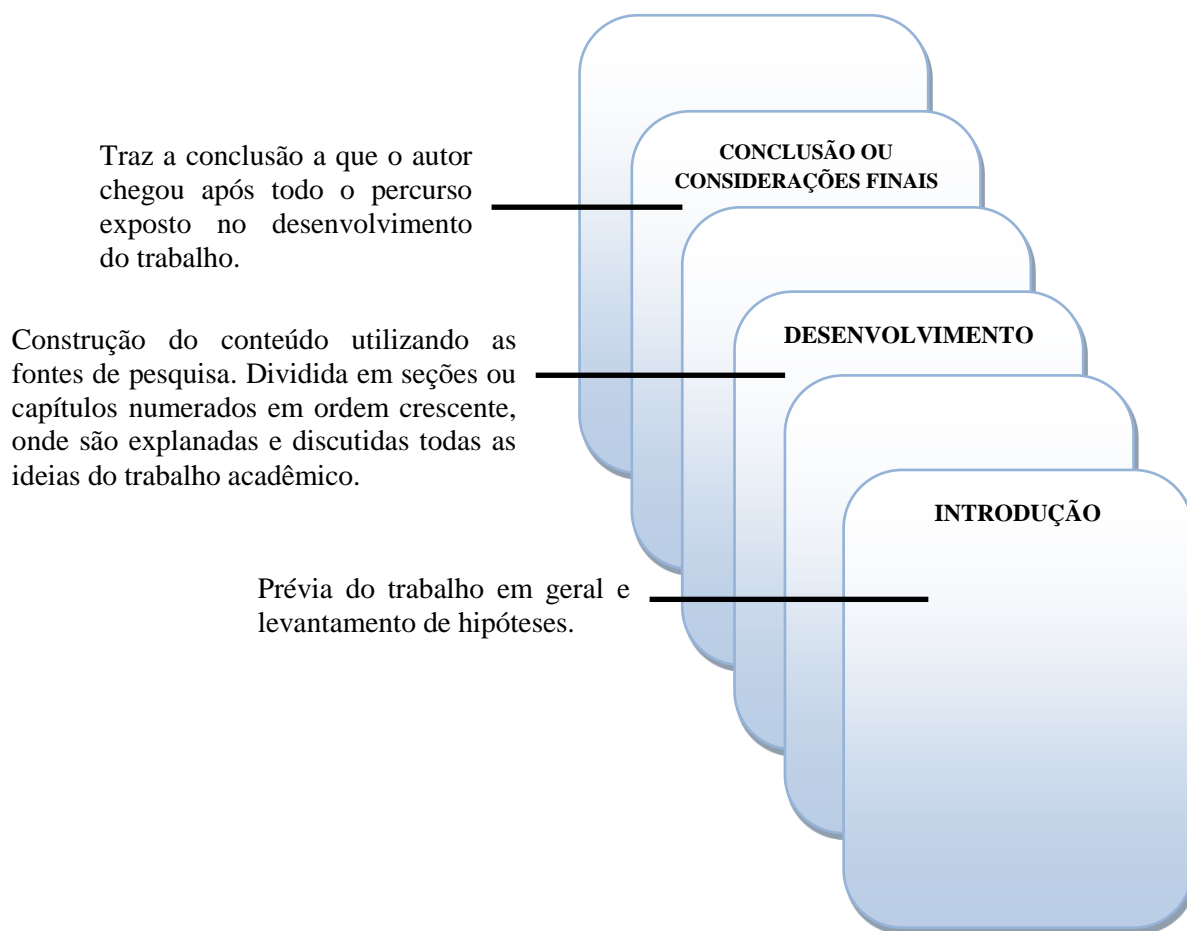 Traz a conclusão a que o autor
chegou após todo o percurso
exposto no desenvolvimento
do trabalho.
CONCLUSÃO OU
CONSIDERAÇÕES FINAIS
Construção do conteúdo utilizando as
fontes de pesquisa. Dividida em seções ou
capítulos numerados em ordem crescente,
onde são explanadas e discutidas todas as
ideias do trabalho acadêmico.
DESENVOLVIMENTO
Prévia do trabalho em geral e
levantamento de hipóteses.
INTRODUÇÃO